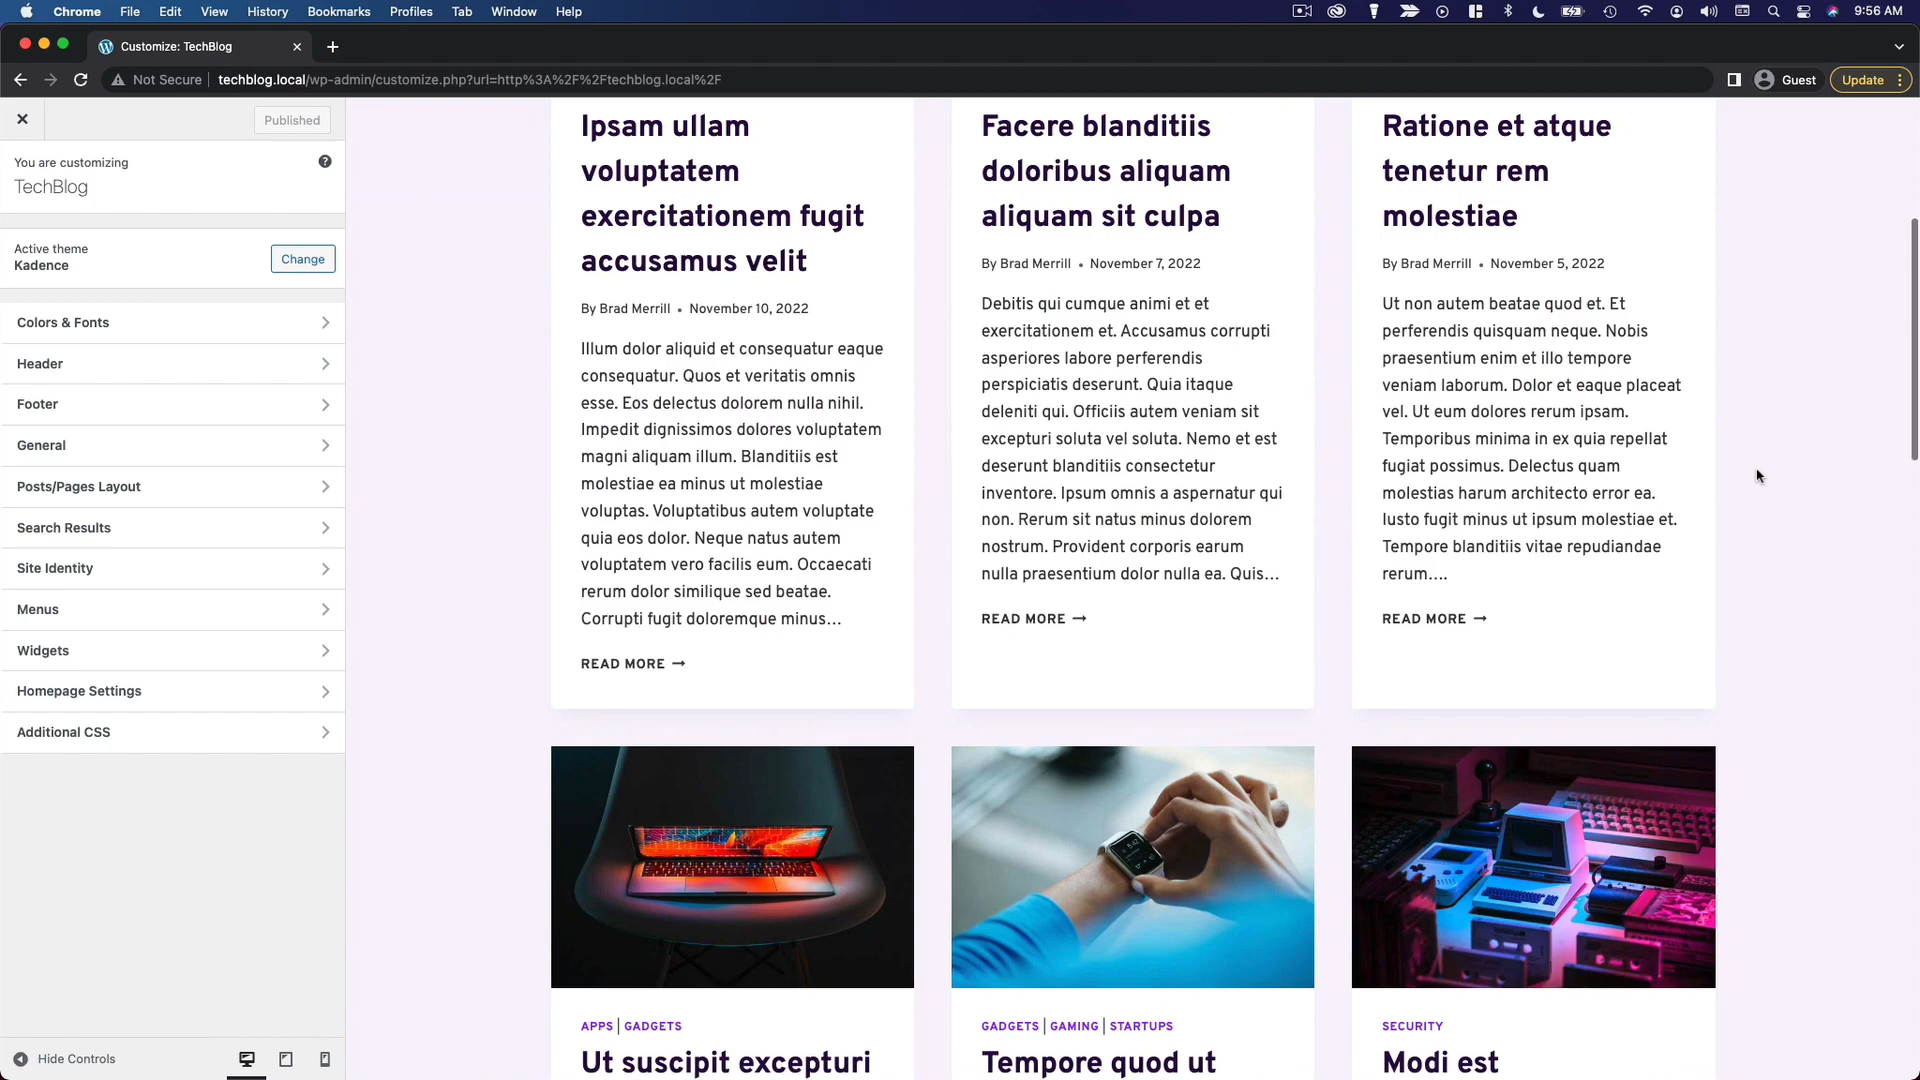 Chrome File Edit View History Bookmarks Profiles Tab Window Help 9:56 AM
Customize: TechBlog
Not Secure techblog.local/wp-admin/customize.php?url=http%3A%2F%2Ftechblog.local%2F Guest Update
Published
You are customizing
TechBlog
Active theme
Kadence
Change
Colors & Fonts
Header
Footer
General
Posts/Pages Layout
Search Results
Site Identity
Menus
Widgets
Homepage Settings
Additional CSS
Hide Controls
Ipsam ullam
voluptatem
exercitationem fugit
accusamus velit
By Brad Merrill • November 10, 2022
Illum dolor aliquid et consequatur eaque
consequatur. Quos et veritatis omnis
esse. Eos delectus dolorem nulla nihil.
Impedit dignissimos dolores voluptatem
magni aliquam illum. Blanditiis est
molestiae ea minus ut molestiae
voluptas. Voluptatibus autem voluptate
quia eos dolor. Neque natus autem
voluptatem vero facilis eum. Occaecati
rerum dolor similique sed beatae.
Corrupti fugit doloremque minus...
READ MORE →
Facere blanditiis
doloribus aliquam
aliquam sit culpa
By Brad Merrill • November 7, 2022
Debitis qui cumque animi et et
exercitationem et. Accusamus corrupti
asperiores labore perferendis
perspiciatis deserunt. Quia itaque
deleniti qui. Officiis autem veniam sit
excepturi soluta vel soluta. Nemo et est
deserunt blanditiis consectetur
inventore. Ipsum omnis a aspernatur qui
non. Rerum sit natus minus dolorem
nostrum. Provident corporis earum
nulla praesentium dolor nulla ea. Quis...
READ MORE →
Ratione et atque
tenetur rem
molestiae
By Brad Merrill • November 5, 2022
Ut non autem beatae quod et. Et
perferendis quisquam neque. Nobis
praesentium enim et illo tempore
veniam laborum. Dolor et eaque placeat
vel. Ut eum dolores rerum ipsam.
Temporibus minima in ex quia repellat
fugiat possimus. Delectus quam
molestias harum architecto error ea.
Iusto fugit minus ut ipsum molestiae et.
Tempore blanditiis vitae repudiandae
rerum....
READ MORE →
APPS | GADGETS
Ut suscipit excepturi
GADGETS | GAMING | STARTUPS
Tempore quod ut
SECURITY
Modi est